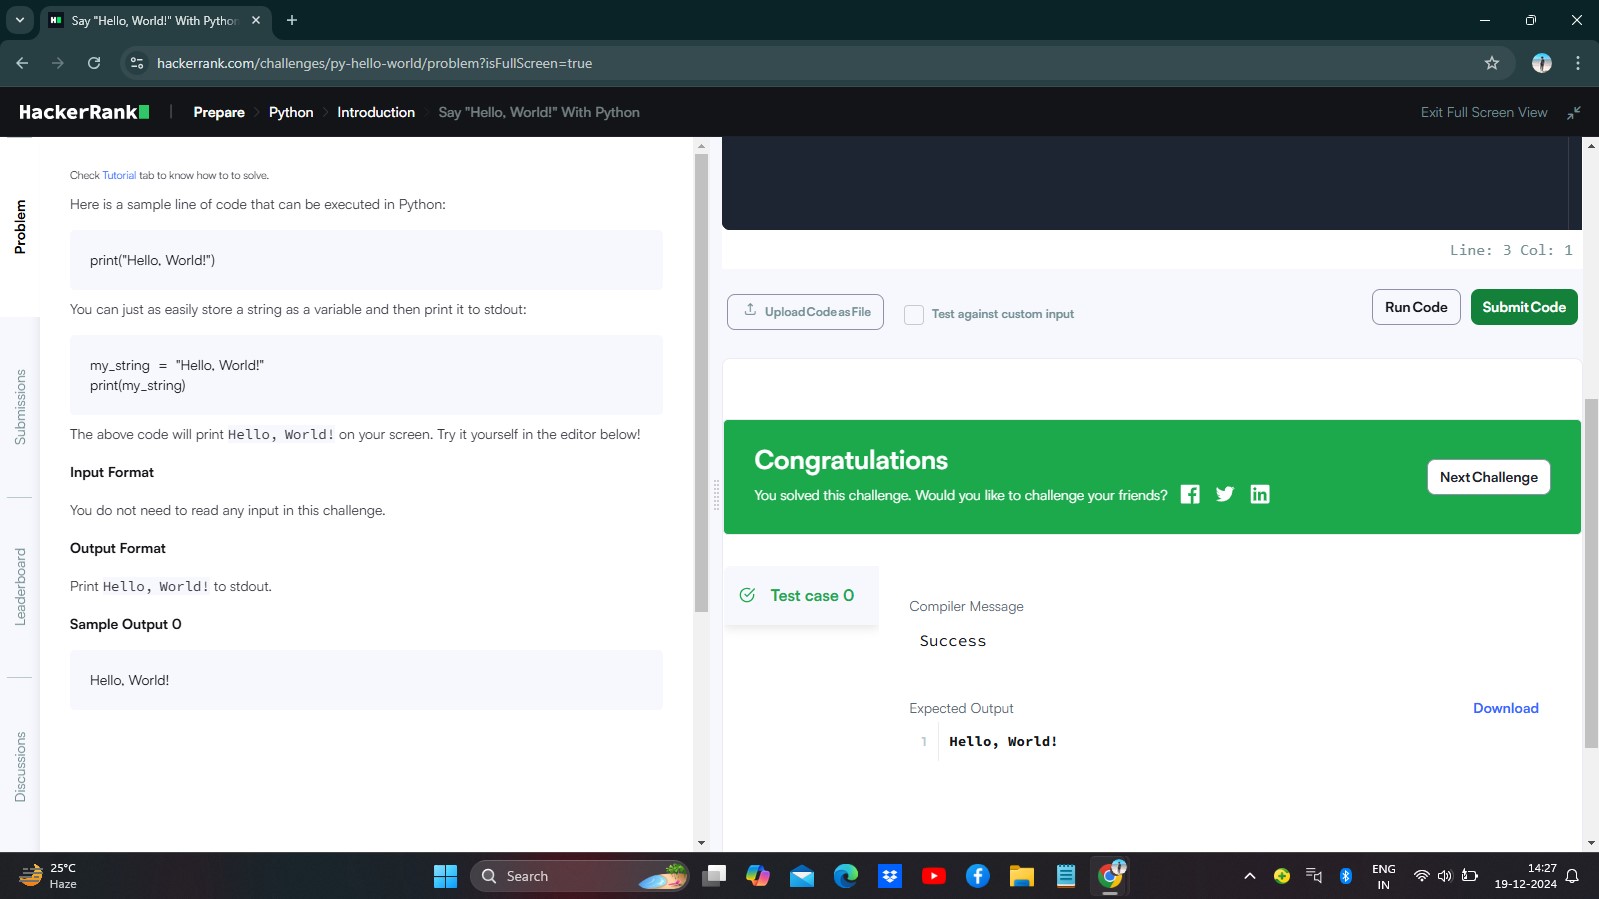 Say "Hello, World!" With Python
hackerrank.com/challenges/py-hello-world/problem?isFullScreen=true
HackerRank
Prepare
Python
Introduction
Say "Hello, World!" With Python
Exit Full Screen View
Problem
Submissions
Leaderboard
Discussions
Check Tutorial tab to know how to to solve.
Here is a sample line of code that can be executed in Python:
print("Hello, World!")
You can just as easily store a string as a variable and then print it to stdout:
my_string = "Hello, World!"
print(my_string)
The above code will print Hello, World! on your screen. Try it yourself in the editor below!
Input Format
You do not need to read any input in this challenge.
Output Format
Print Hello, World! to stdout.
Sample Output 0
Hello, World!
Line: 3 Col: 1
Upload Code as File
Test against custom input
Run Code
Submit Code
Congratulations
You solved this challenge. Would you like to challenge your friends?
Next Challenge
Test case 0
Compiler Message
Success
Expected Output
Download
1
Hello, World!
25°C
Haze
Search
ENG
IN
14:27
19-12-2024